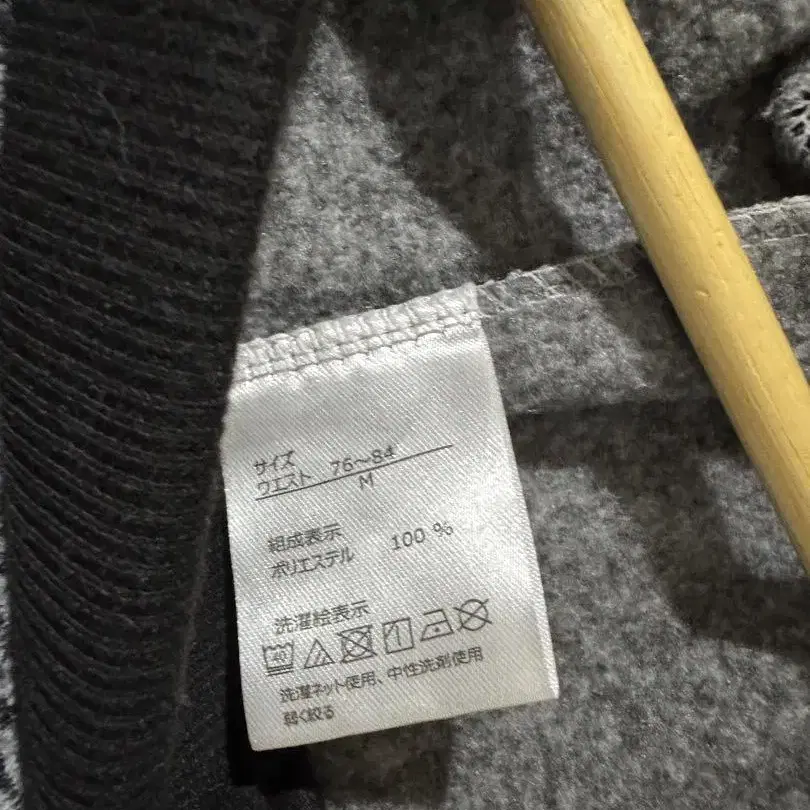 サイズ
ウエスト 76~84
M
組成表示
ポリエステル 100 %
洗濯絵表示
洗濯ネット使用、中性洗剤使用
弱く絞る